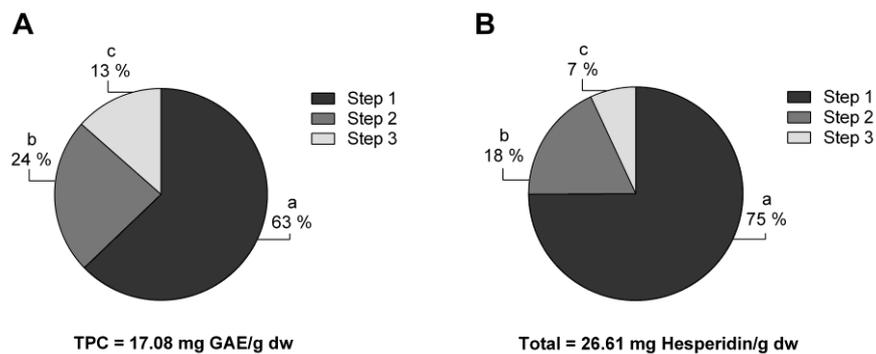 A
c
13 %
b
24 %
a
63 %
Step 1
Step 2
Step 3
TPC = 17.08 mg GAE/g dw
B
c
7 %
b
18 %
a
75 %
Step 1
Step 2
Step 3
Total = 26.61 mg Hesperidin/g dw